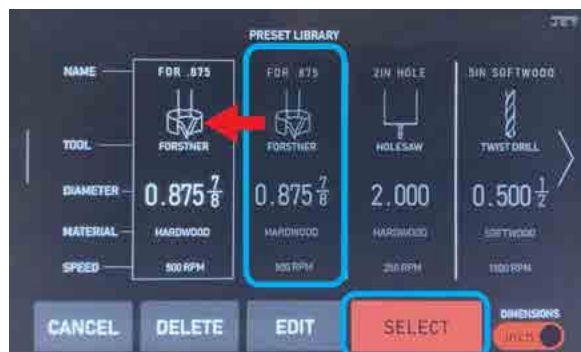 JET
PRESET LIBRARY
NAME FOR .875 FOR .875 2IN HOLE 5IN SOFTWOOD
TOOL FORSTNER FORSTNER HOLESAW TWIST DRILL
DIAMETER 0.875 7/8 0.875 7/8 2.000 0.500 1/2
MATERIAL HARDWOOD HARDWOOD HARDWOOD SOFTWOOD
SPEED 900 RPM 900 RPM 250 RPM 1100 RPM
DIMENSIONS
CANCEL DELETE EDIT SELECT inch